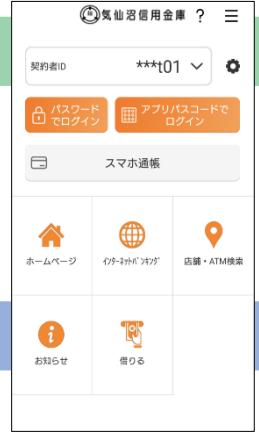 気仙沼信用金庫 ?
契約者ID ***t01
パスワード
でログイン
アプリパスコードで
ログイン
スマホ通帳
ホームページ
インターネットバンキング
店舗・ATM検索
お知らせ
借りる